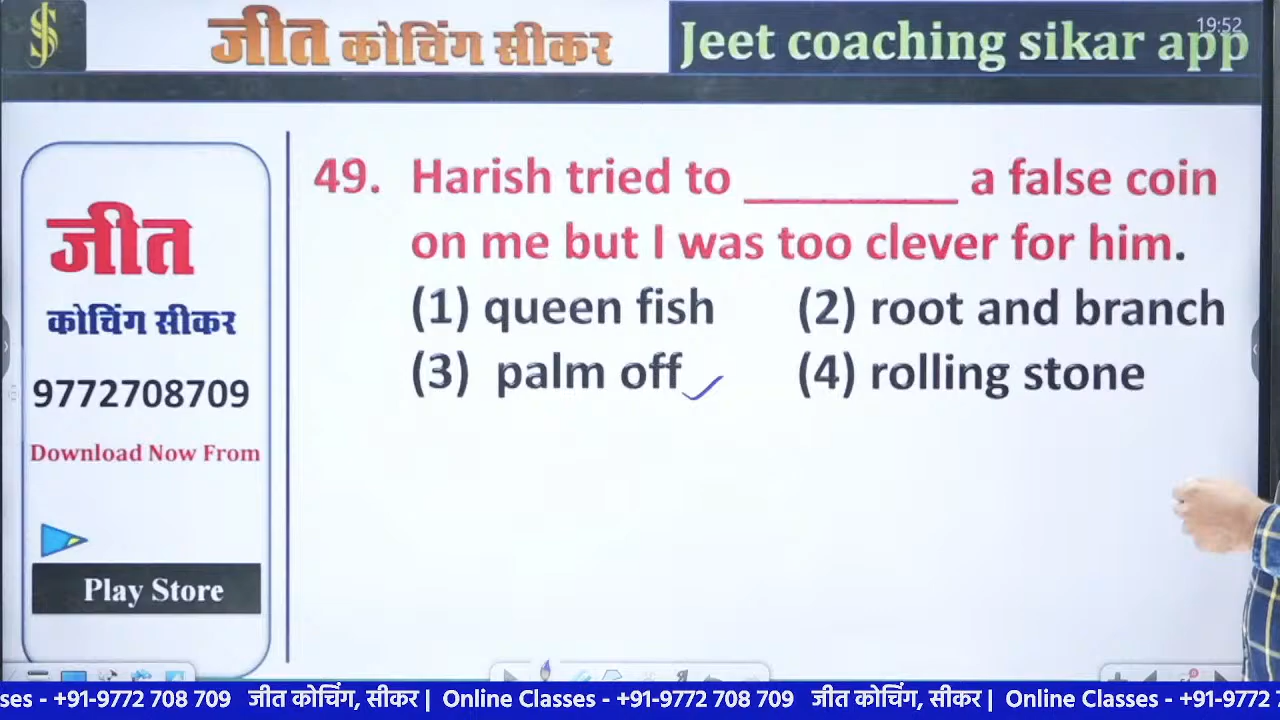 जीत कोचिंग सीकर
Jeet coaching sikar app
19:52
जीत
कोचिंग सीकर
9772708709
Download Now From
Play Store
49. Harish tried to ________ a false coin
on me but I was too clever for him.
(1) queen fish (2) root and branch
(3) palm off (4) rolling stone
ses - +91-9772 708 709 जीत कोचिंग, सीकर | Online Classes - +91-9772 708 709 जीत कोचिंग, सीकर | Online Classes - +91-9772